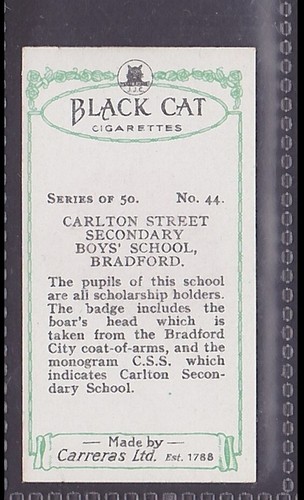 J.J.C.
BLACK CAT
CIGARETTES
SERIES OF 50. No. 44.
CARLTON STREET
SECONDARY
BOYS' SCHOOL,
BRADFORD.
The pupils of this school
are all scholarship holders.
The badge includes the
boar's head which is
taken from the Bradford
City coat-of-arms, and the
monogram C.S.S. which
indicates Carlton Secon-
dary School.
— Made by —
Carreras Ltd. EST. 1788